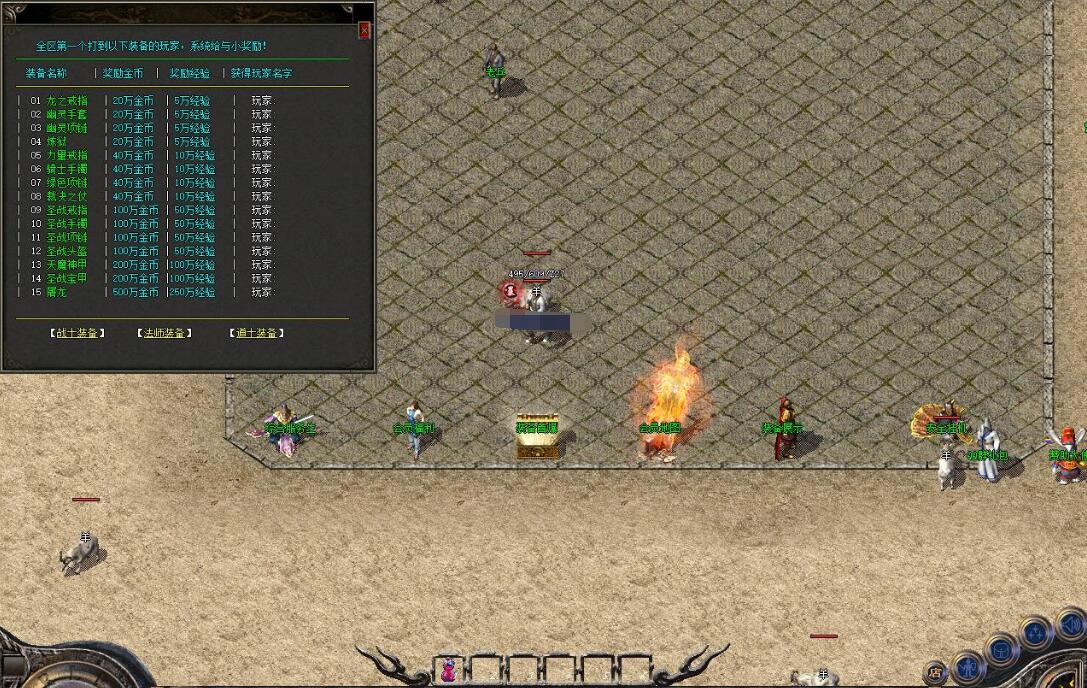 全区第一个打到以下装备的玩家，系统给与小奖励！
装备名称 | 奖励金币 | 奖励经验 | 获得玩家名字
| 01 龙之戒指 | 20万金币 | 5万经验 | 玩家:
| 02 幽灵手套 | 20万金币 | 5万经验 | 玩家:
| 03 幽灵项链 | 20万金币 | 5万经验 | 玩家:
| 04 炼狱 | 20万金币 | 5万经验 | 玩家:
| 05 力量戒指 | 40万金币 | 10万经验 | 玩家:
| 06 骑士手镯 | 40万金币 | 10万经验 | 玩家:
| 07 绿色项链 | 40万金币 | 10万经验 | 玩家:
| 08 裁决之仗 | 40万金币 | 10万经验 | 玩家:
| 09 圣战戒指 | 100万金币 | 50万经验 | 玩家:
| 10 圣战手镯 | 100万金币 | 50万经验 | 玩家:
| 11 圣战项链 | 100万金币 | 50万经验 | 玩家:
| 12 圣战头盔 | 100万金币 | 50万经验 | 玩家:
| 13 天魔神甲 | 200万金币 | 100万经验 | 玩家:
| 14 圣战宝甲 | 200万金币 | 100万经验 | 玩家:
| 15 屠龙 | 500万金币 | 250万经验 | 玩家:
【战士装备】 【法师装备】 【道士装备】
老兵
羊
会员福利
装备首爆
会员地图
装备展示
羊
羊
羊
店